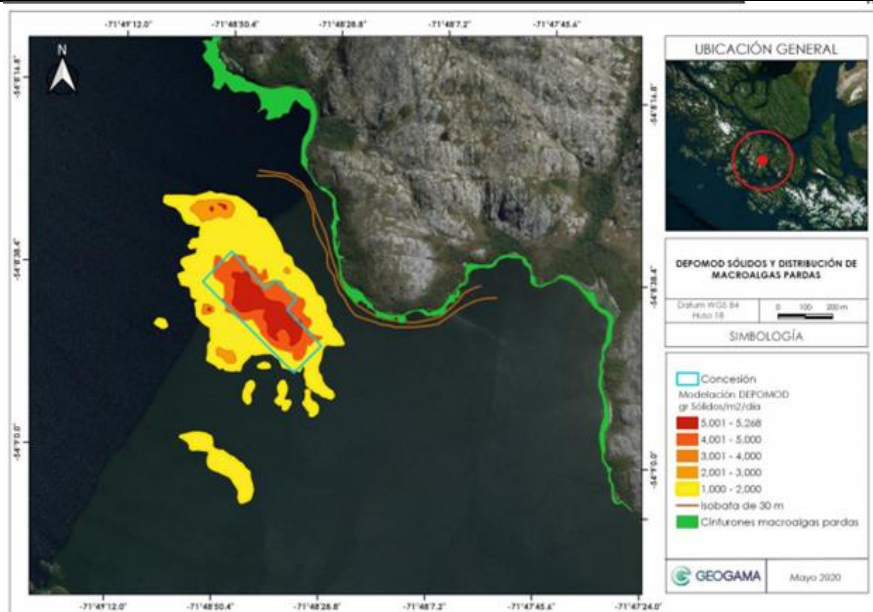 -71°49'12.0" -71°48'50.4" -71°48'28.8" -71°48'7.2" -71°47'45.6"
N
-54°8'16.8"
-54°8'38.4"
-54°9'0.0"
-54°8'16.8"
-54°8'38.4"
-54°9'0.0"
-71°49'12.0" -71°48'50.4" -71°48'28.8" -71°48'7.2" -71°47'45.6" -71°47'24.0"
UBICACIÓN GENERAL
DEPOMOD SÓLIDOS Y DISTRIBUCIÓN DE
MACROALGAS PARDAS
Datum WGS 84
Huso 18
0 100 200 m
SIMBOLOGÍA
Concesión
Modelación DEPOMOD
gr Sólidos/m2/día
5,001 - 5,268
4,001 - 5,000
3,001 - 4,000
2,001 - 3,000
1,000 - 2,000
Isobata de 30 m
Cinturones macroalgas pardas
GEOGAMA
Mayo 2020